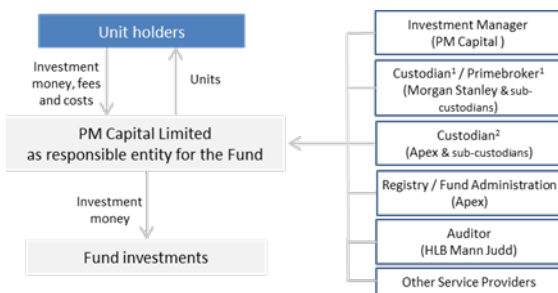 Unit holders
Investment
money, fees
and costs
Units
PM Capital Limited
as responsible entity for the Fund
Investment
money
Fund investments
Investment Manager
(PM Capital )
Custodian¹ / Primebroker¹
(Morgan Stanley & sub-
custodians)
Custodian²
(Apex & sub-custodians)
Registry / Fund Administration
(Apex)
Auditor
(HLB Mann Judd)
Other Service Providers